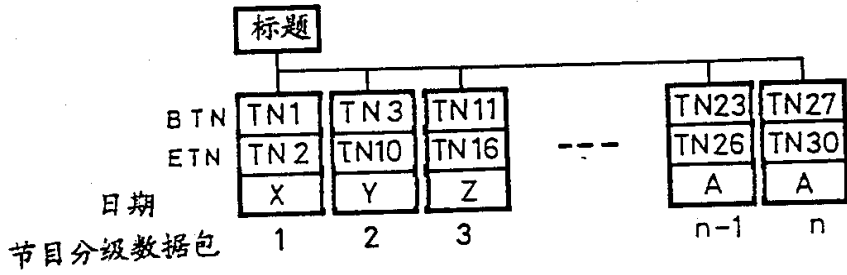 标题
BTN TN1 TN3 TN11 --- TN23 TN27
ETN TN2 TN10 TN16 TN26 TN30
日期 X Y Z A A
节目分级数据包 1 2 3 n-1 n